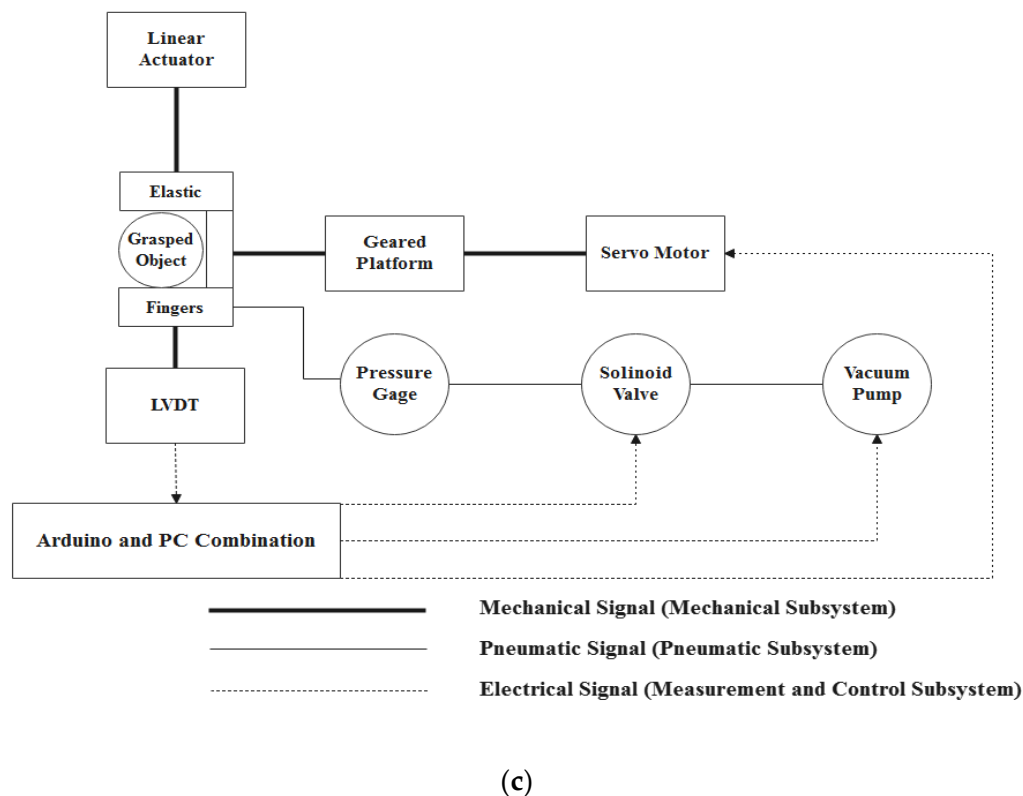 Linear
Actuator
Elastic
Grasped
Object
Geared
Platform
Servo Motor
Fingers
Pressure
Gage
Solinoid
Valve
Vacuum
Pump
LVDT
Arduino and PC Combination
Mechanical Signal (Mechanical Subsystem)
Pneumatic Signal (Pneumatic Subsystem)
Electrical Signal (Measurement and Control Subsystem)
(c)